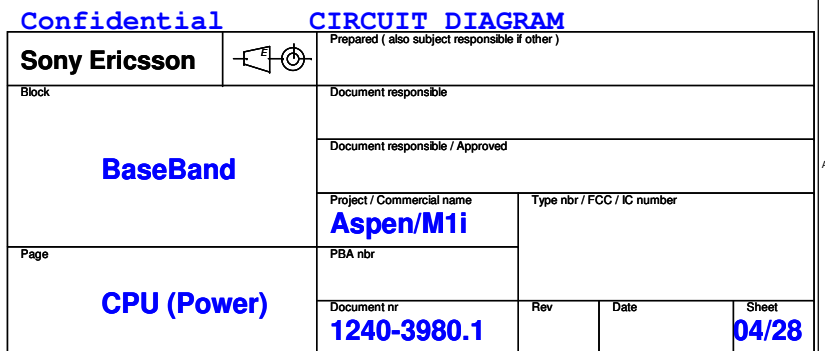 Confidential CIRCUIT DIAGRAM
Sony Ericsson
E
Prepared ( also subject responsible if other )
Block
BaseBand
Document responsible
Document responsible / Approved
Project / Commercial name
Aspen/M1i
Type nbr / FCC / IC number
Page
CPU (Power)
PBA nbr
Document nr
1240-3980.1
Rev
Date
Sheet
04/28
A